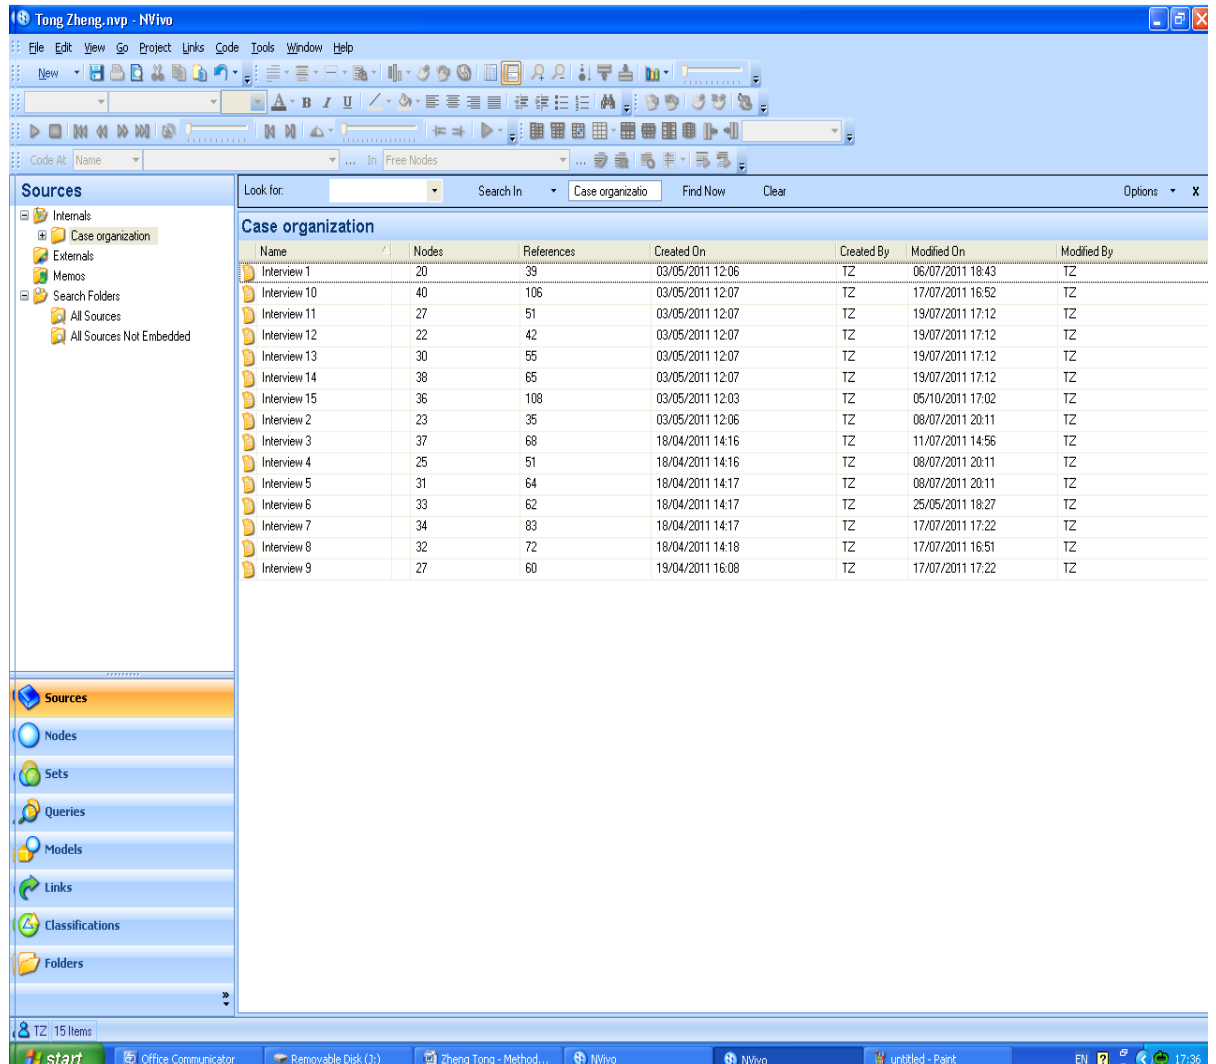 Tong Zheng.nvp - NVivo
File Edit View Go Project Links Code Tools Window Help
New
A B I U
Code At Name ... In Free Nodes ...
Sources
Internals
Case organization
Externals
Memos
Search Folders
All Sources
All Sources Not Embedded
Look for: Search In Case organizatio Find Now Clear Options x
Case organization
Name Nodes References Created On Created By Modified On Modified By
Interview 1 20 39 03/05/2011 12:06 TZ 06/07/2011 18:43 TZ
Interview 10 40 106 03/05/2011 12:07 TZ 17/07/2011 16:52 TZ
Interview 11 27 51 03/05/2011 12:07 TZ 19/07/2011 17:12 TZ
Interview 12 22 42 03/05/2011 12:07 TZ 19/07/2011 17:12 TZ
Interview 13 30 55 03/05/2011 12:07 TZ 19/07/2011 17:12 TZ
Interview 14 38 65 03/05/2011 12:07 TZ 19/07/2011 17:12 TZ
Interview 15 36 108 03/05/2011 12:03 TZ 05/10/2011 17:02 TZ
Interview 2 23 35 03/05/2011 12:06 TZ 08/07/2011 20:11 TZ
Interview 3 37 68 18/04/2011 14:16 TZ 11/07/2011 14:56 TZ
Interview 4 25 51 18/04/2011 14:16 TZ 08/07/2011 20:11 TZ
Interview 5 31 64 18/04/2011 14:17 TZ 08/07/2011 20:11 TZ
Interview 6 33 62 18/04/2011 14:17 TZ 25/05/2011 18:27 TZ
Interview 7 34 83 18/04/2011 14:17 TZ 17/07/2011 17:22 TZ
Interview 8 32 72 18/04/2011 14:18 TZ 17/07/2011 16:51 TZ
Interview 9 27 60 19/04/2011 16:08 TZ 17/07/2011 17:22 TZ
Sources
Nodes
Sets
Queries
Models
Links
Classifications
Folders
TZ 15 Items
start Office Communicator Removable Disk (J:) Zheng Tong - Method... NVivo NVivo untitled - Paint EN 17:36